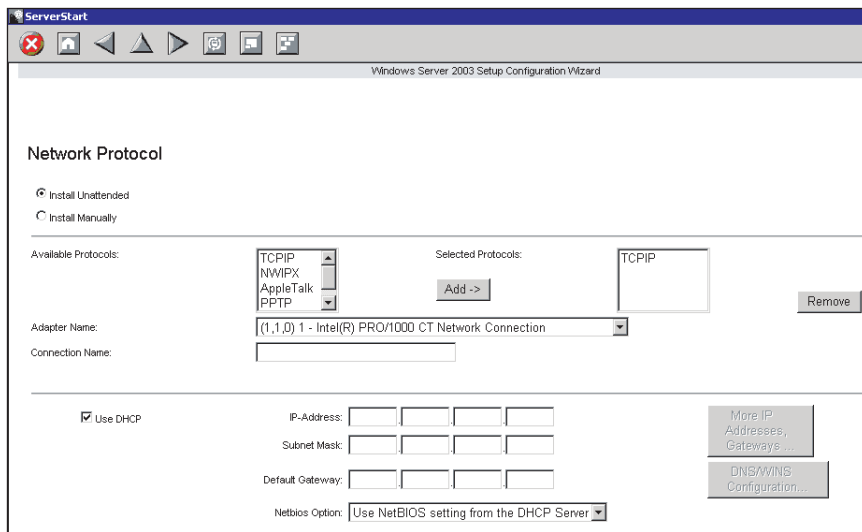 ServerStart
Windows Server 2003 Setup Configuration Wizard
Network Protocol
Install Unattended
Install Manually
Available Protocols:
TCPIP
NWIPX
AppleTalk
PPTP
Selected Protocols:
Add ->
TCPIP
Remove
Adapter Name:
(1,1,0) 1 - Intel(R) PRO/1000 CT Network Connection
Connection Name:
Use DHCP
IP-Address:
Subnet Mask:
Default Gateway:
Netbios Option:
Use NetBIOS setting from the DHCP Server
More IP
Addresses,
Gateways ...
DNS/WINS
Configuration...